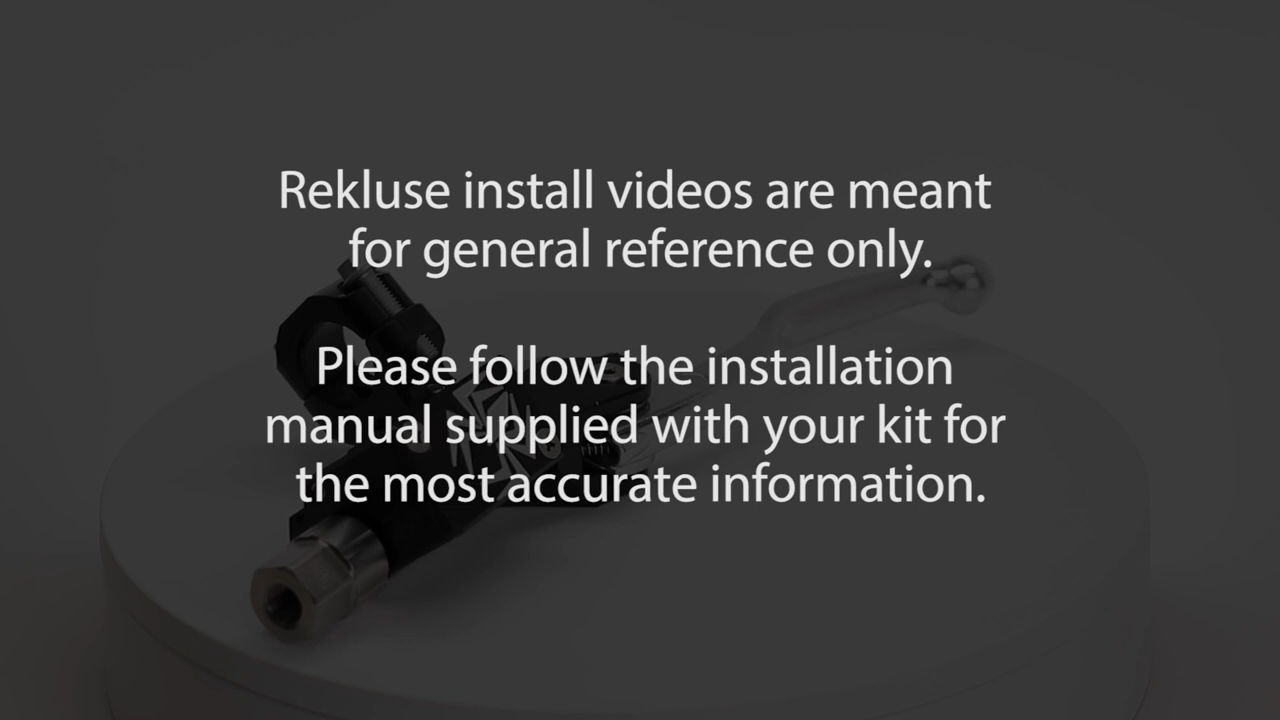 Rekluse install videos are meant
for general reference only.
Please follow the installation
manual supplied with your kit for
the most accurate information.